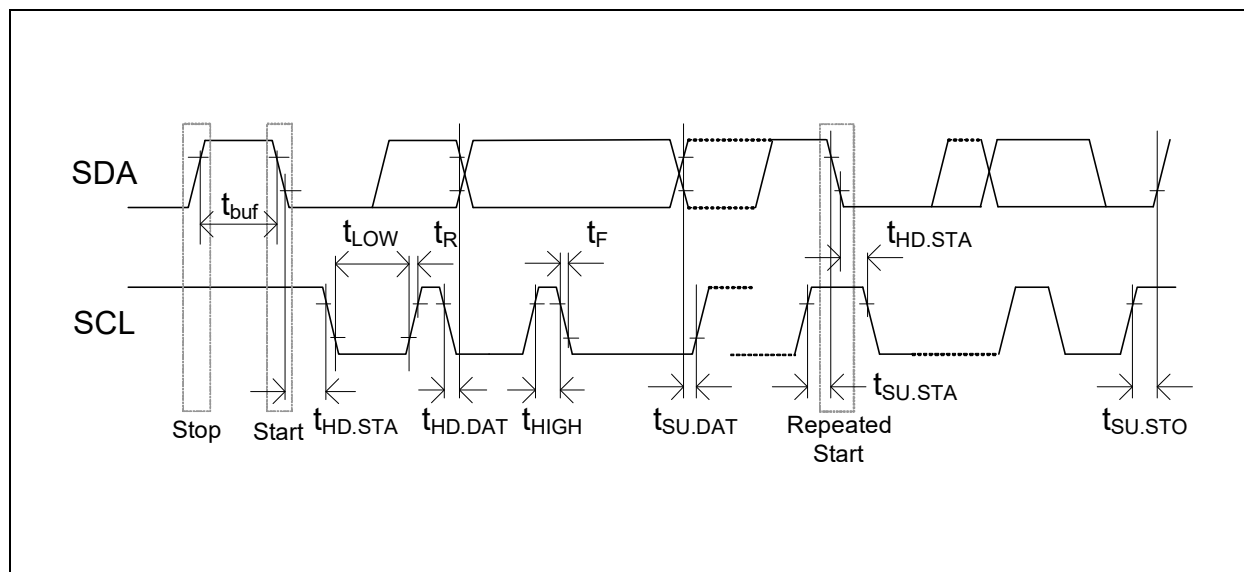 SDA
t_buf
t_LOW
t_R
t_F
t_HD.STA
SCL
t_SU.STA
Stop
Start
t_HD.STA
t_HD.DAT
t_HIGH
t_SU.DAT
Repeated
Start
t_SU.STO